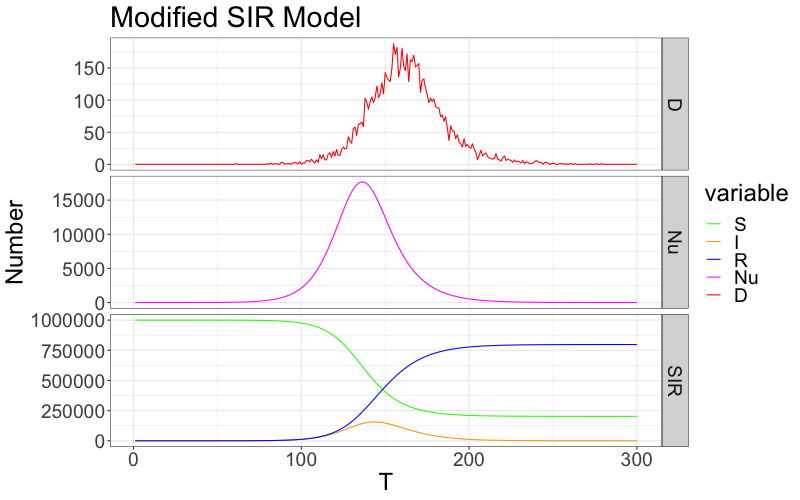 Modified SIR Model
Number
150
100
50
0
D
15000
10000
5000
0
Nu
1000000
750000
500000
250000
0
SIR
0 100 200 300
T
variable
S
I
R
Nu
D